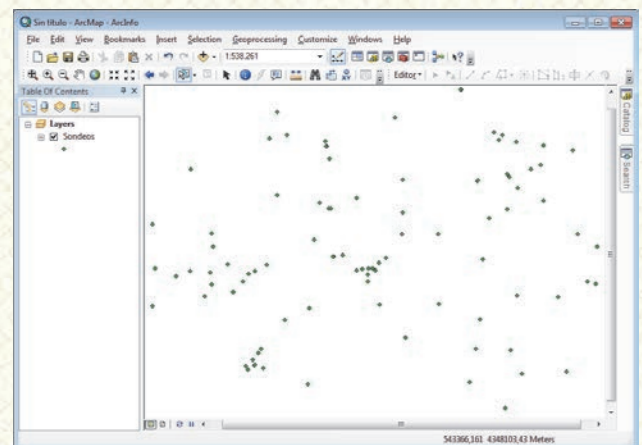 Sin título - ArcMap - ArcInfo
File Edit View Bookmarks Insert Selection Geoprocessing Customize Windows Help
1:538.261
Editor
Table Of Contents
Layers
Sondeos
Catalog
Search
543366,161 4348103,43 Meters